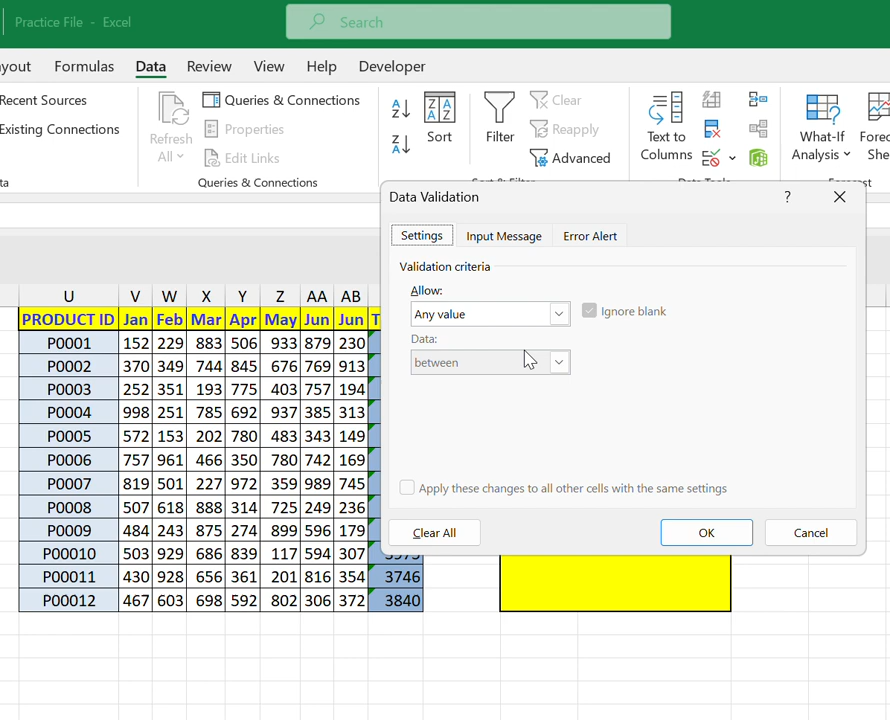 Practice File - Excel
Search
ayout Formulas Data Review View Help Developer
Recent Sources
Existing Connections
ta
Refresh All
Queries & Connections
Properties
Edit Links
Queries & Connections
Sort
Filter
Clear
Reapply
Advanced
Text to Columns
What-If Analysis
Forec
She
Data Validation ? X
Settings Input Message Error Alert
Validation criteria
Allow:
Any value Ignore blank
Data:
between
Apply these changes to all other cells with the same settings
Clear All OK Cancel
U V W X Y Z AA AB
PRODUCT ID Jan Feb Mar Apr May Jun Jun T
P0001 152 229 883 506 933 879 230
P0002 370 349 744 845 676 769 913
P0003 252 351 193 775 403 757 194
P0004 998 251 785 692 937 385 313
P0005 572 153 202 780 483 343 149
P0006 757 961 466 350 780 742 169
P0007 819 501 227 972 359 989 745
P0008 507 618 888 314 725 249 236
P0009 484 243 875 274 899 596 179
P00010 503 929 686 839 117 594 307 3975
P00011 430 928 656 361 201 816 354 3746
P00012 467 603 698 592 802 306 372 3840